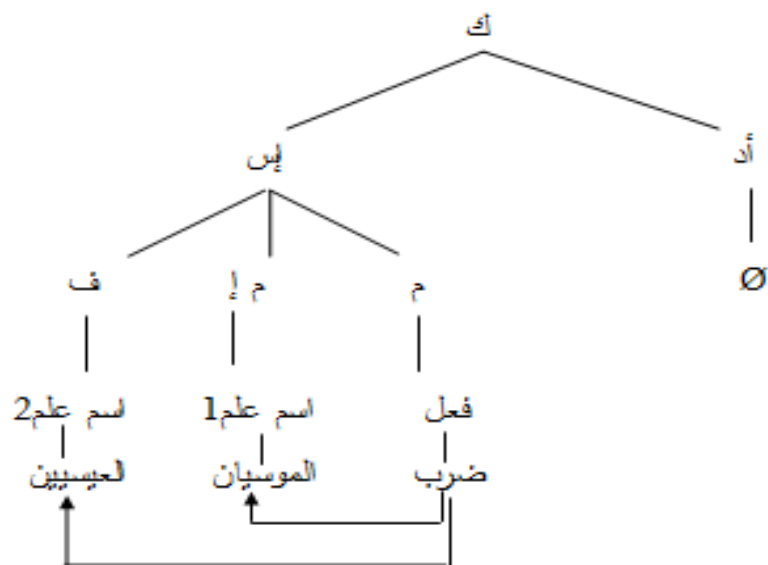 ك
أد إس
Ø م م إ ف
فعل اسم علم1 اسم علم2
ضرب الموسيان العيسيين